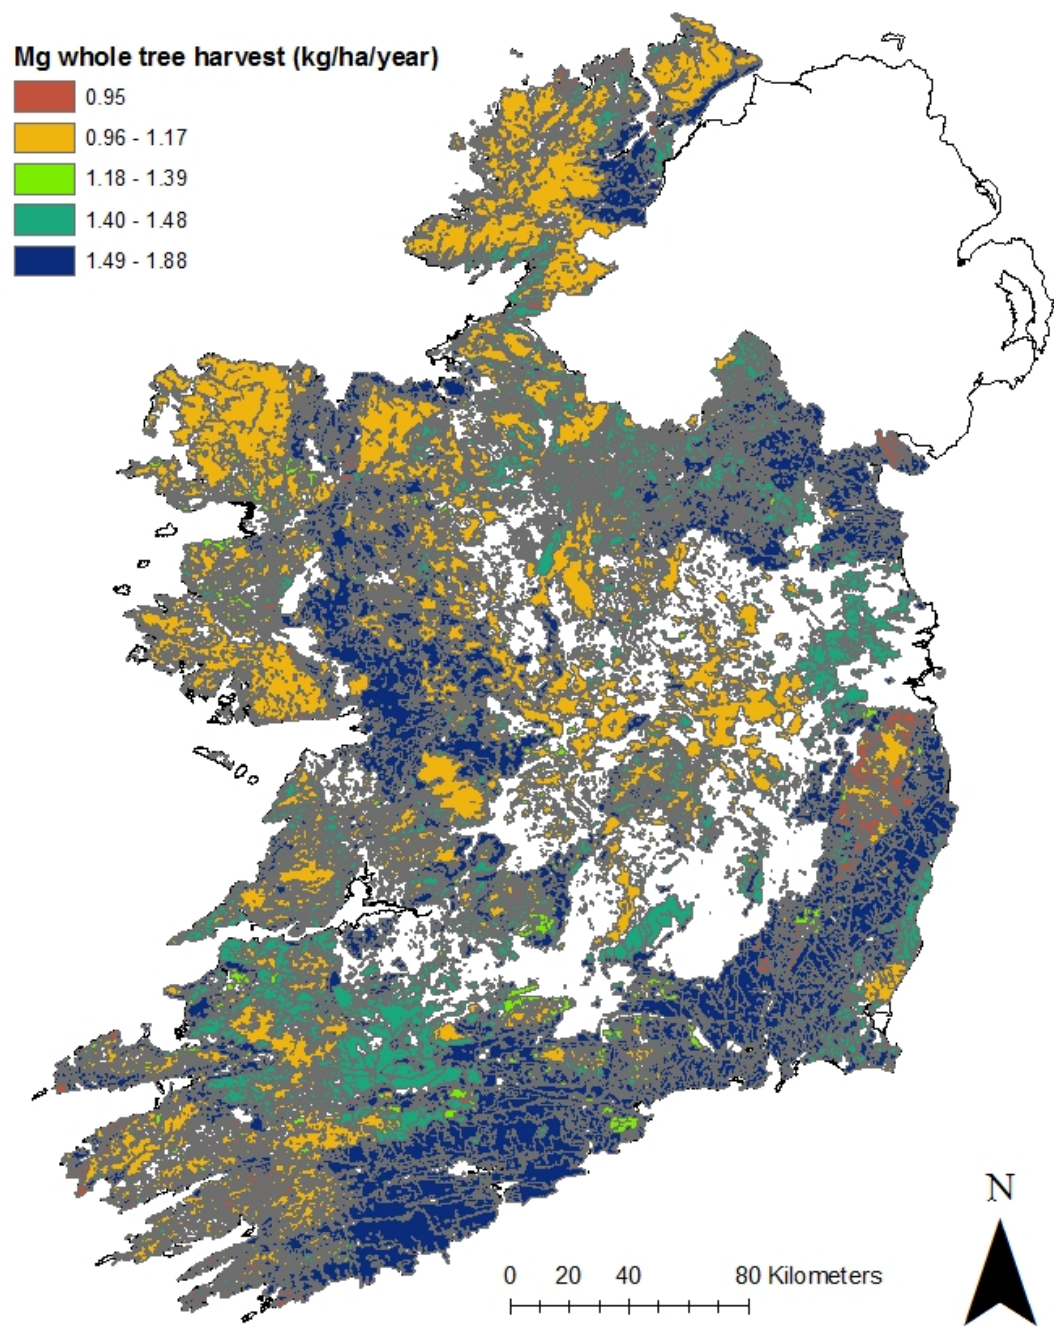 Mg whole tree harvest (kg/ha/year)
0.95
0.96 - 1.17
1.18 - 1.39
1.40 - 1.48
1.49 - 1.88
N
0 20 40 80 Kilometers